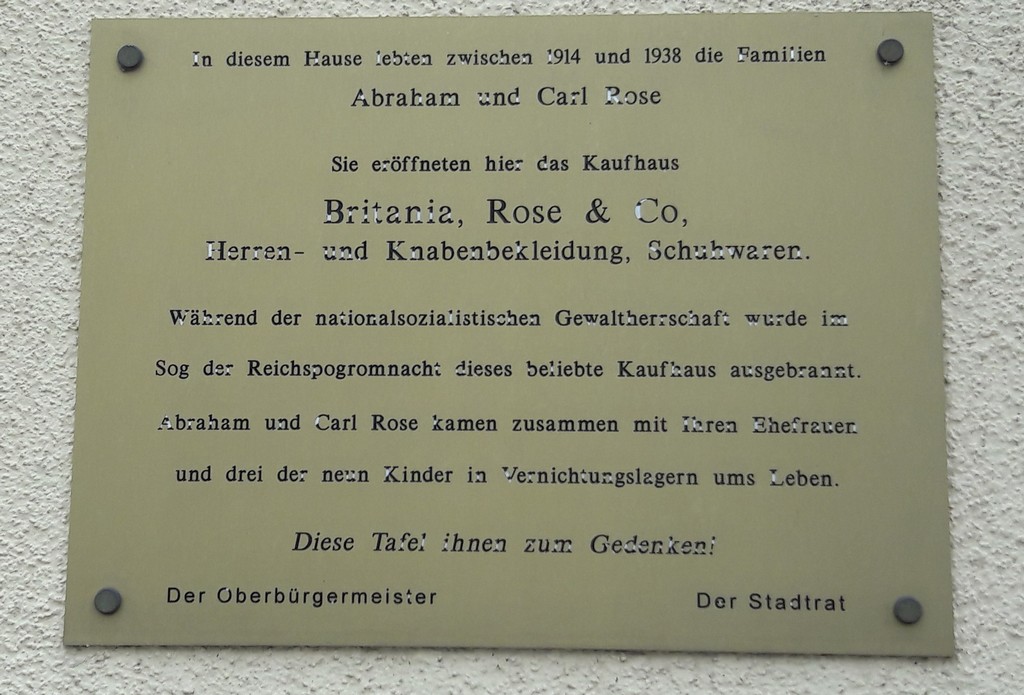 In diesem Hause lebten zwischen 1914 und 1938 die Familien
Abraham und Carl Rose
Sie eröffneten hier das Kaufhaus
Britania, Rose & Co,
Herren- und Knabenbekleidung, Schuhwaren.
Während der nationalsozialistischen Gewaltherrschaft wurde im
Sog der Reichspogromnacht dieses beliebte Kaufhaus ausgebrannt.
Abraham und Carl Rose kamen zusammen mit Ihren Ehefrauen
und drei der neun Kinder in Vernichtungslagern ums Leben.
Diese Tafel ihnen zum Gedenken!
Der Oberbürgermeister Der Stadtrat